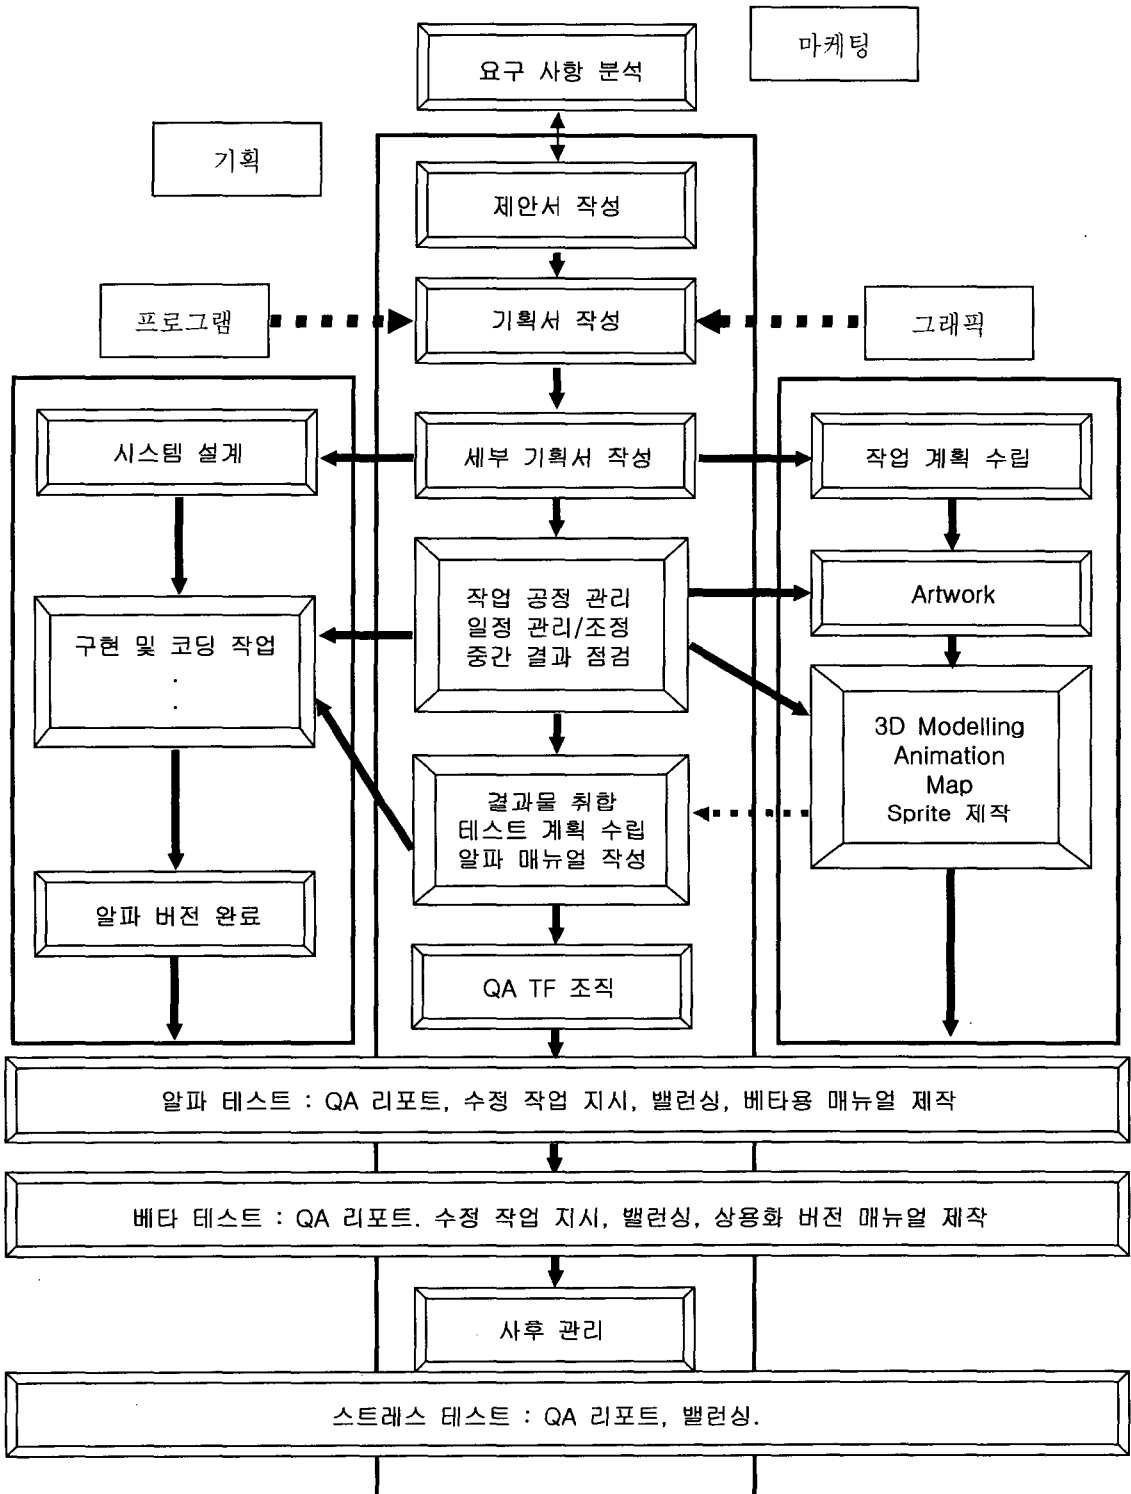 마케팅
요구 사항 분석
기획
제안서 작성
프로그램
기획서 작성
그래픽
시스템 설계
세부 기획서 작성
작업 계획 수립
작업 공정 관리
일정 관리/조정
중간 결과 점검
Artwork
구현 및 코딩 작업
.
.
3D Modelling
Animation
Map
Sprite 제작
결과물 취합
테스트 계획 수립
알파 매뉴얼 작성
알파 버전 완료
QA TF 조직
알파 테스트 : QA 리포트, 수정 작업 지시, 밸런싱, 베타용 매뉴얼 제작
베타 테스트 : QA 리포트. 수정 작업 지시, 밸런싱, 상용화 버전 매뉴얼 제작
사후 관리
스트레스 테스트 : QA 리포트, 밸런싱.